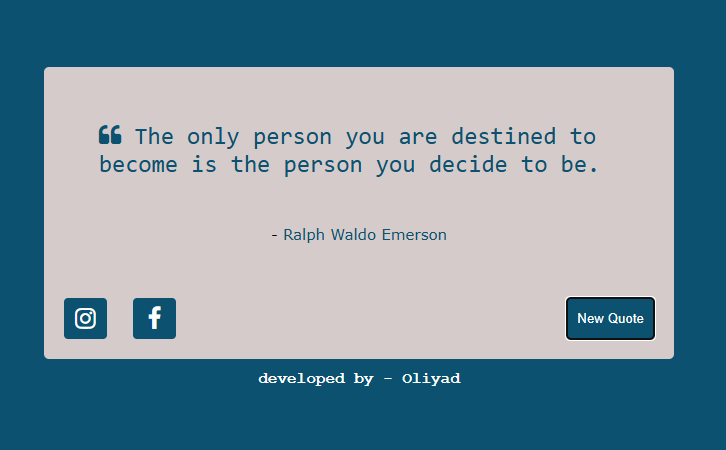 ❝ The only person you are destined to
become is the person you decide to be.
- Ralph Waldo Emerson
New Quote
developed by - Oliyad